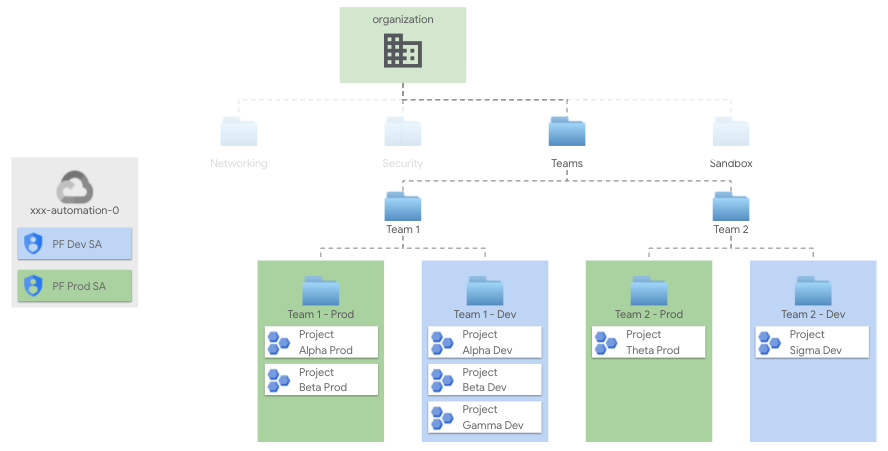 organization
Networking
Security
Teams
Sandbox
xxx-automation-0
PF Dev SA
PF Prod SA
Team 1
Team 2
Team 1 - Prod
Project
Alpha Prod
Project
Beta Prod
Team 1 - Dev
Project
Alpha Dev
Project
Beta Dev
Project
Gamma Dev
Team 2 - Prod
Project
Theta Prod
Team 2 - Dev
Project
Sigma Dev